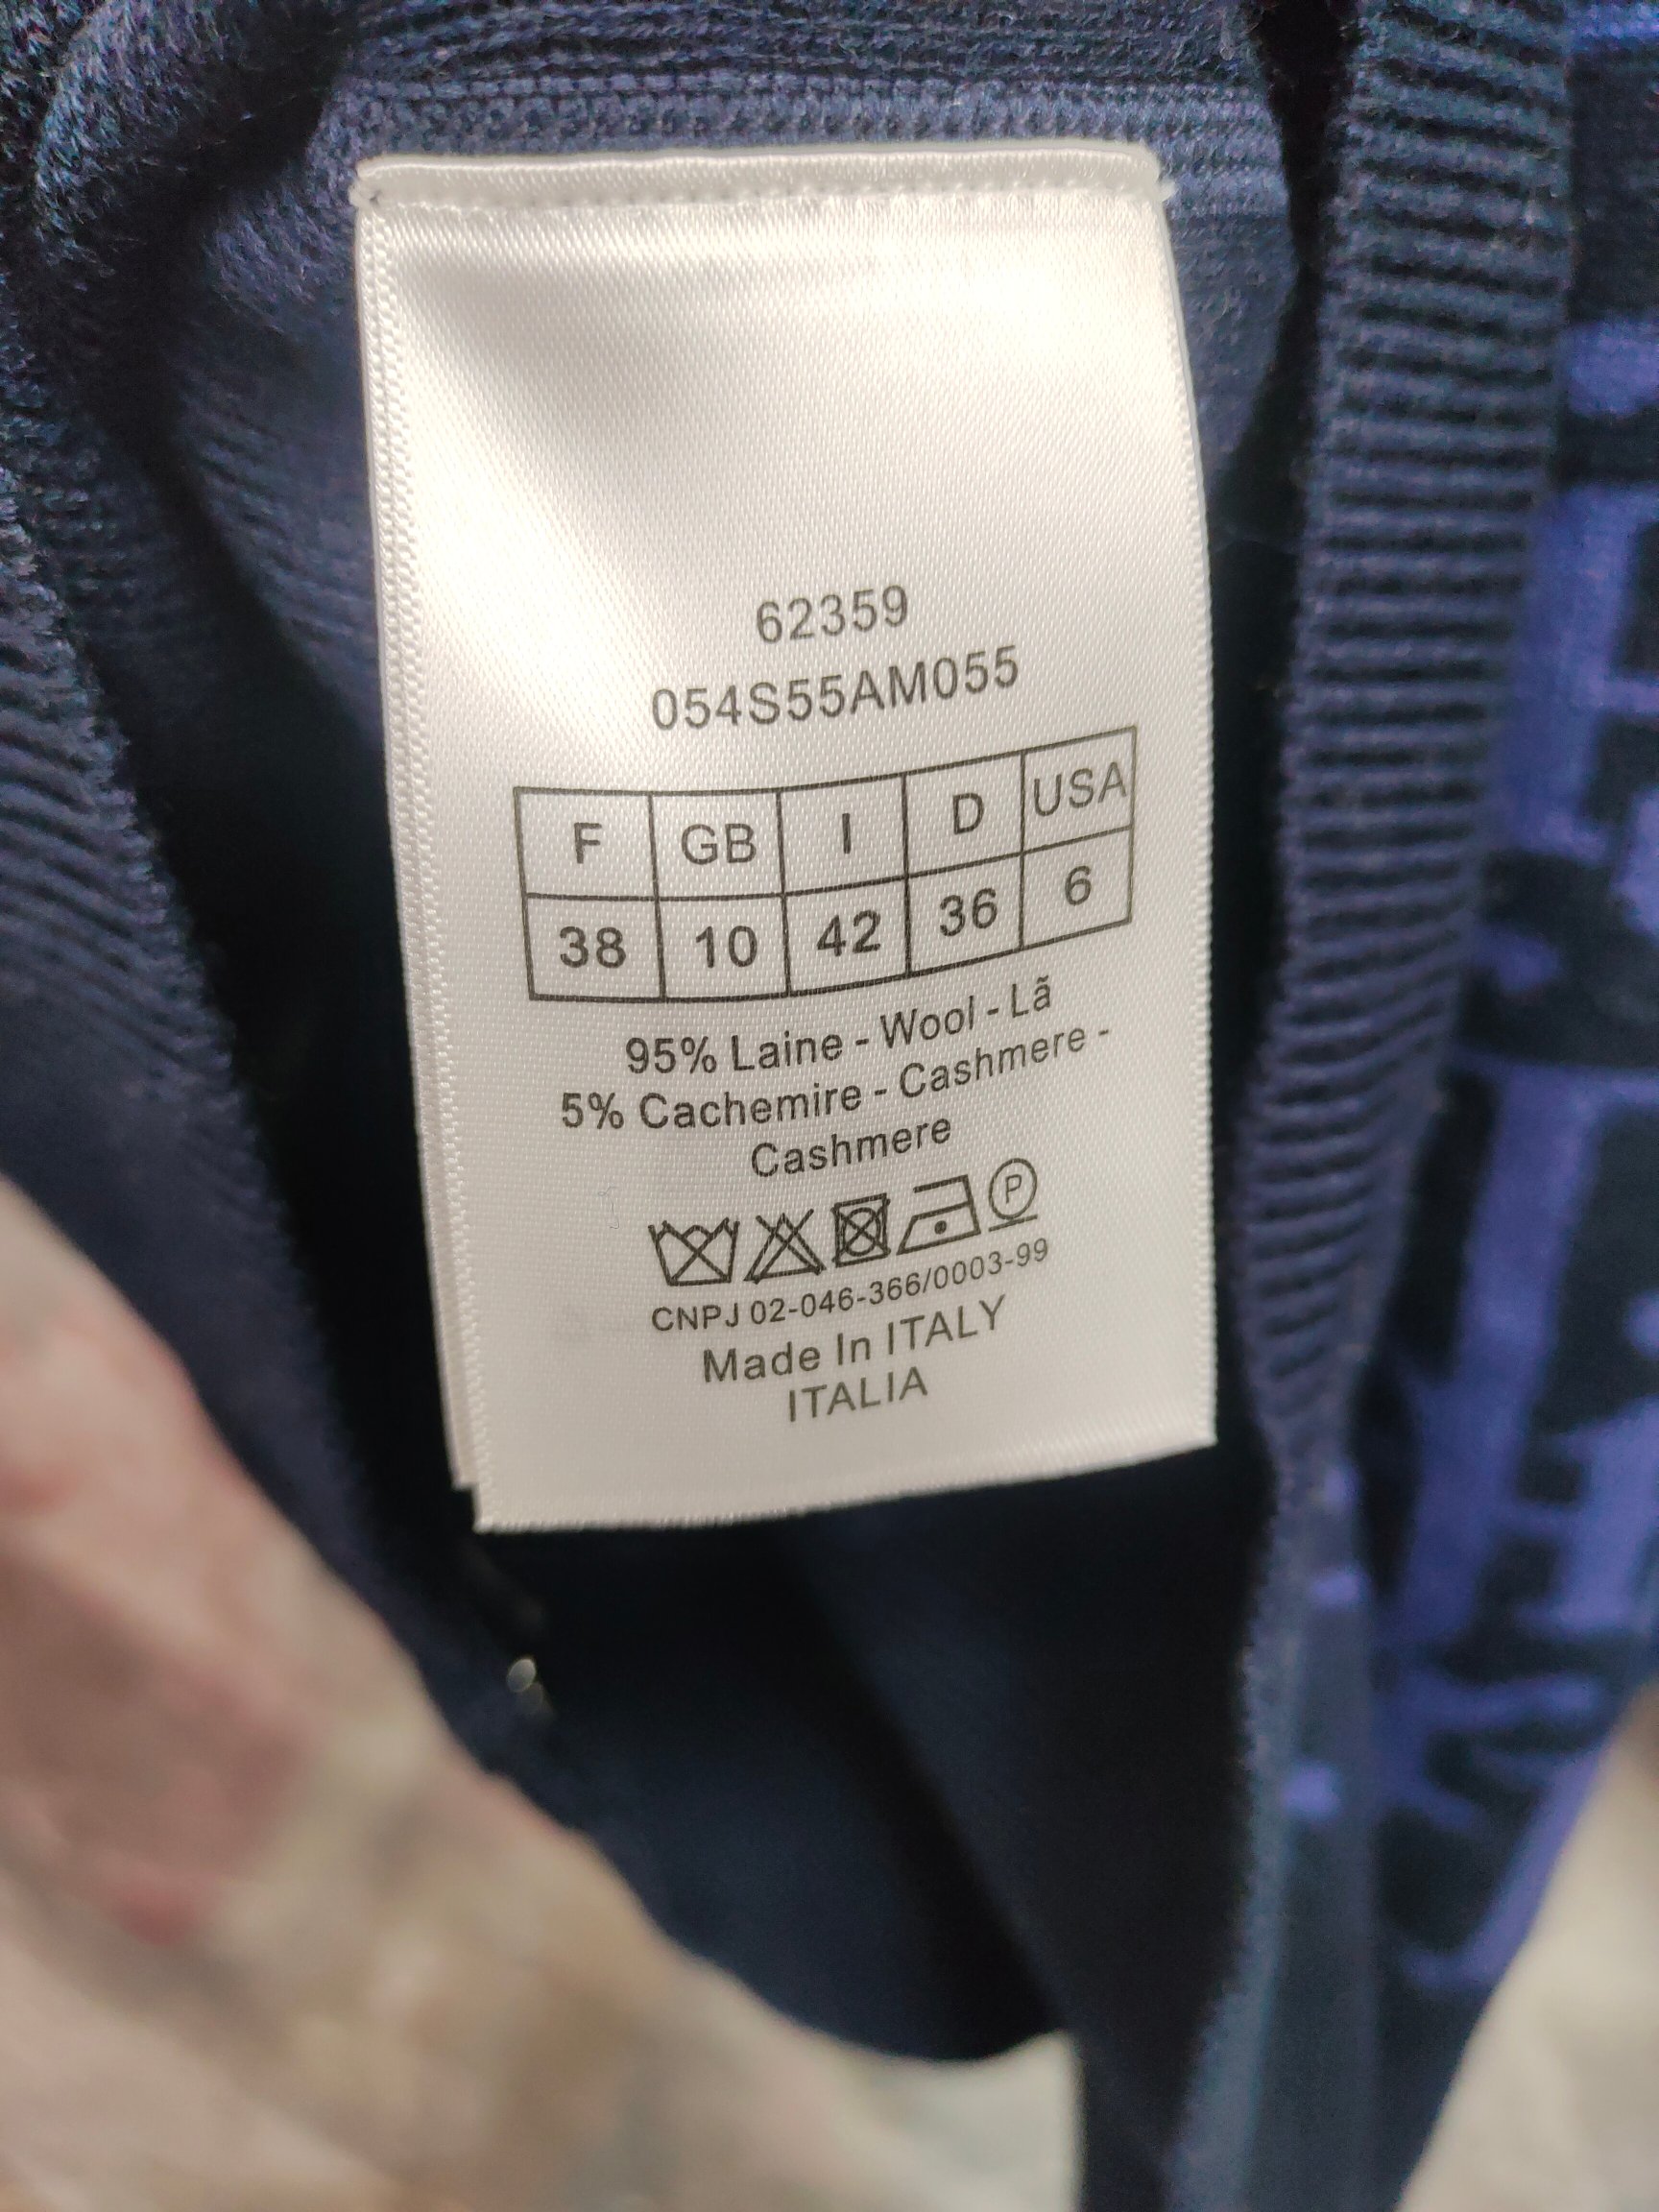 62359
054S55AM055
F GB I D USA
38 10 42 36 6
95% Laine - Wool - Lã
5% Cachemire - Cashmere -
Cashmere
P
CNPJ 02-046-366/0003-99
Made In ITALY
ITALIA